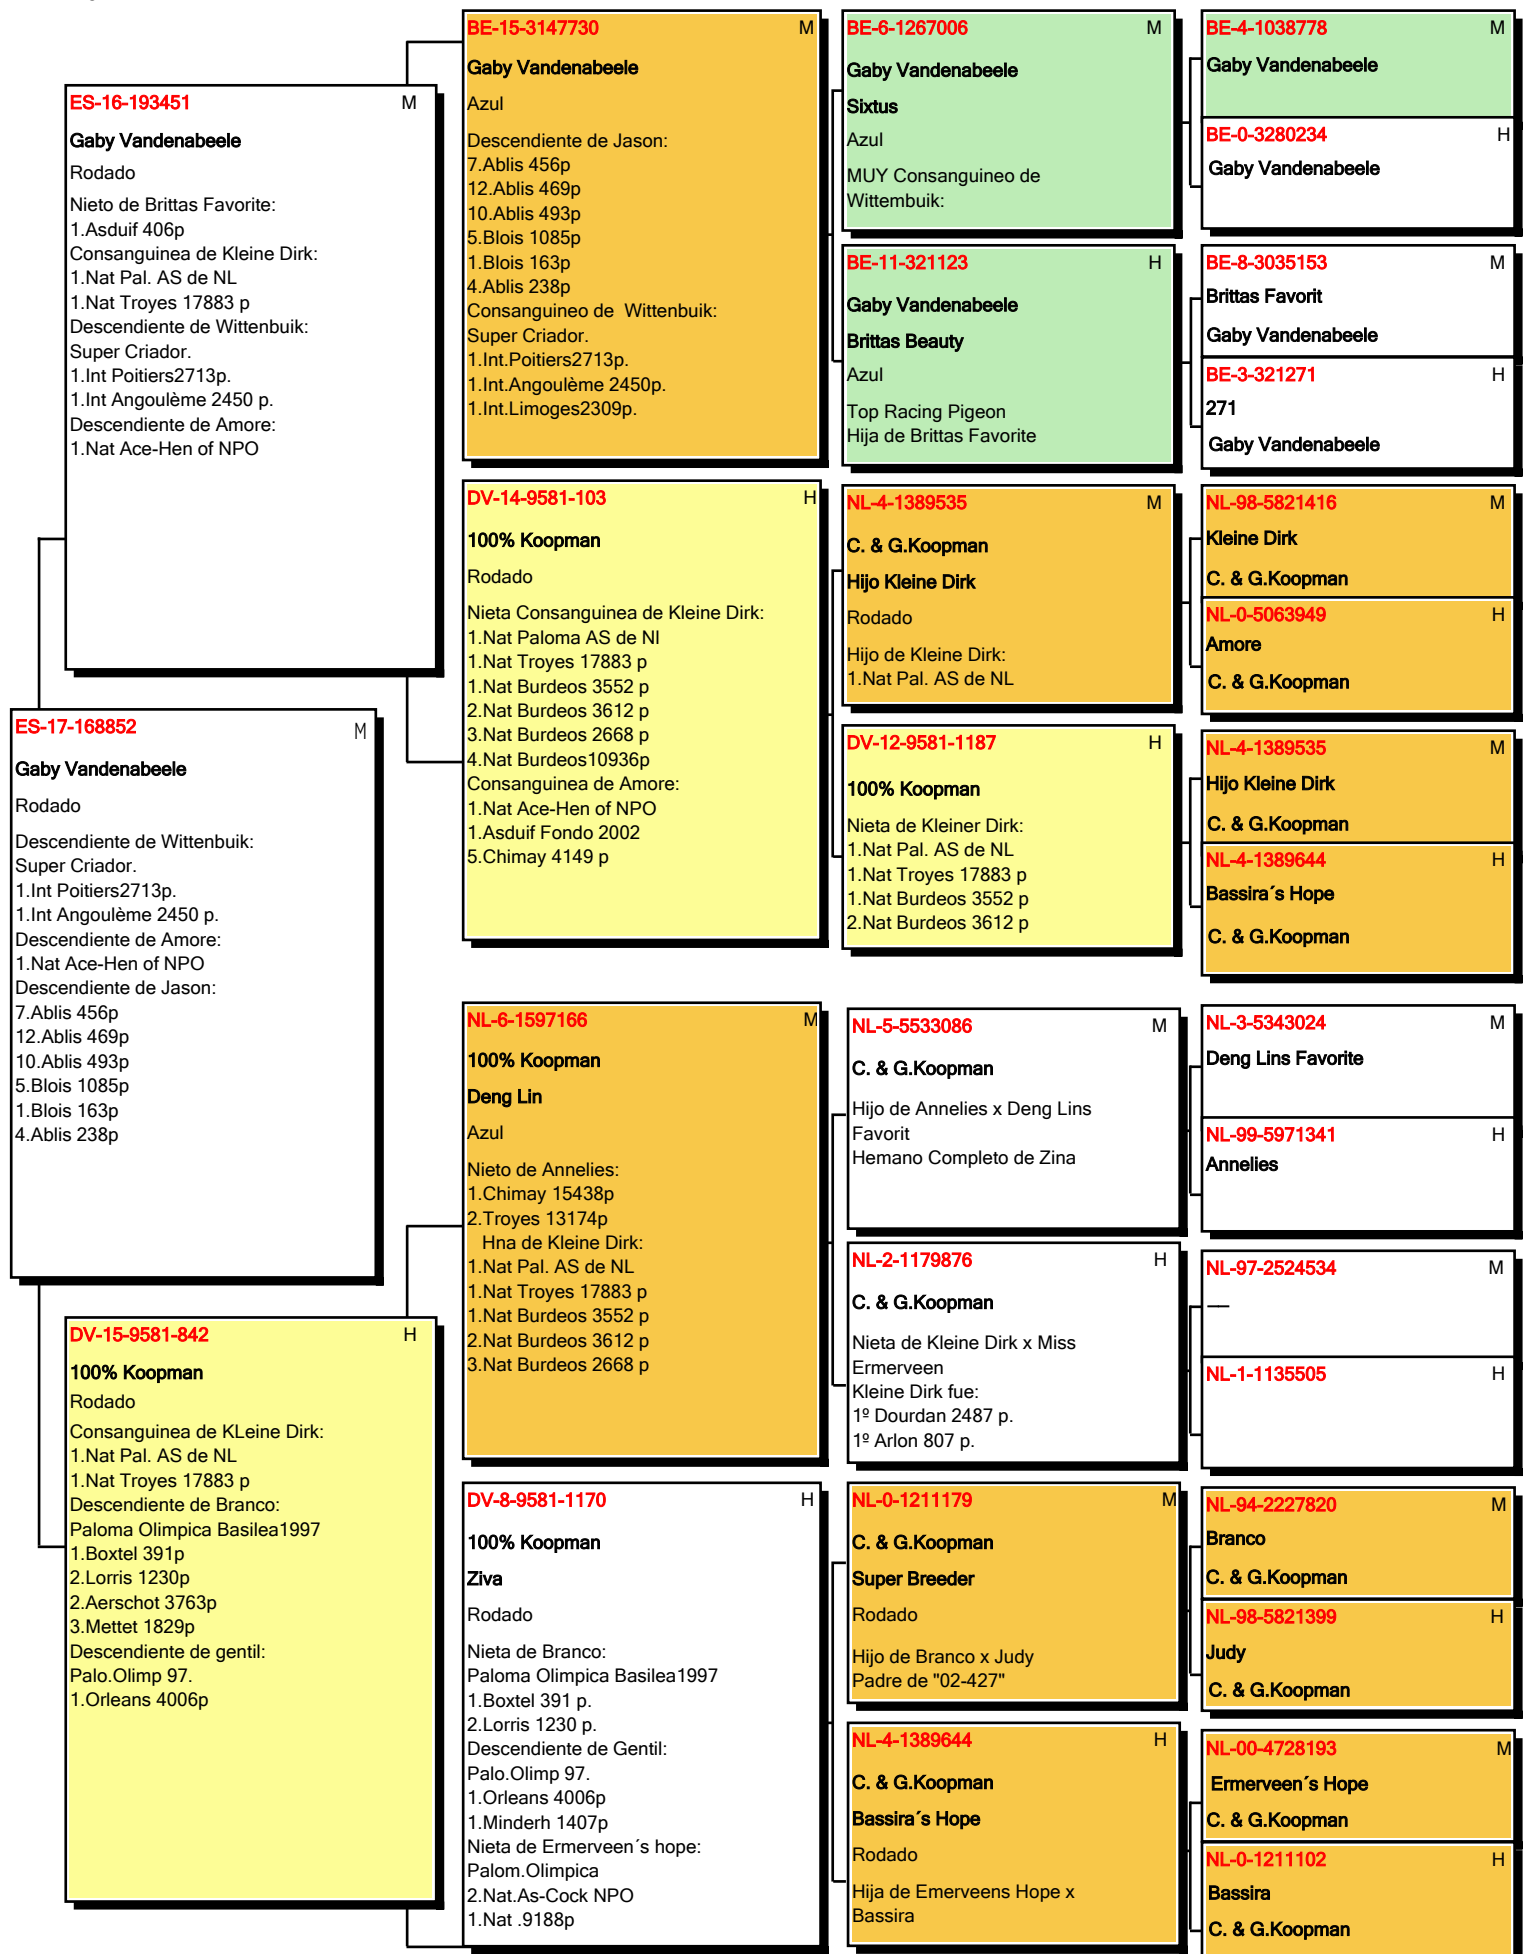 ES-17-168852 M
Gaby Vandenabeele
Rodado
Descendiente de Wittenbuik:
Super Criador.
1.Int Poitiers2713p.
1.Int Angoulème 2450 p.
Descendiente de Amore:
1.Nat Ace-Hen of NPO
Descendiente de Jason:
7.Ablis 456p
12.Ablis 469p
10.Ablis 493p
5.Blois 1085p
1.Blois 163p
4.Ablis 238p
ES-16-193451 M
Gaby Vandenabeele
Rodado
Nieto de Brittas Favorite:
1.Asduif 406p
Consanguinea de Kleine Dirk:
1.Nat Pal. AS de NL
1.Nat Troyes 17883 p
Descendiente de Wittenbuik:
Super Criador.
1.Int Poitiers2713p.
1.Int Angoulème 2450 p.
Descendiente de Amore:
1.Nat Ace-Hen of NPO
DV-15-9581-842 H
100% Koopman
Rodado
Consanguinea de KLeine Dirk:
1.Nat Pal. AS de NL
1.Nat Troyes 17883 p
Descendiente de Branco:
Paloma Olimpica Basilea1997
1.Boxtel 391p
2.Lorris 1230p
2.Aerschot 3763p
3.Mettet 1829p
Descendiente de gentil:
Palo.Olimp 97.
1.Orleans 4006p
BE-15-3147730 M
Gaby Vandenabeele
Azul
Descendiente de Jason:
7.Ablis 456p
12.Ablis 469p
10.Ablis 493p
5.Blois 1085p
1.Blois 163p
4.Ablis 238p
Consanguineo de Wittenbuik:
Super Criador.
1.Int.Poitiers2713p.
1.Int.Angoulème 2450p.
1.Int.Limoges2309p.
DV-14-9581-103 H
100% Koopman
Rodado
Nieta Consanguinea de Kleine Dirk:
1.Nat Paloma AS de Nl
1.Nat Troyes 17883 p
1.Nat Burdeos 3552 p
2.Nat Burdeos 3612 p
3.Nat Burdeos 2668 p
4.Nat Burdeos10936p
Consanguinea de Amore:
1.Nat Ace-Hen of NPO
1.Asduif Fondo 2002
5.Chimay 4149 p
NL-6-1597166 M
100% Koopman
Deng Lin
Azul
Nieto de Annelies:
1.Chimay 15438p
2.Troyes 13174p
Hna de Kleine Dirk:
1.Nat Pal. AS de NL
1.Nat Troyes 17883 p
1.Nat Burdeos 3552 p
2.Nat Burdeos 3612 p
3.Nat Burdeos 2668 p
DV-8-9581-1170 H
100% Koopman
Ziva
Rodado
Nieta de Branco:
Paloma Olimpica Basilea1997
1.Boxtel 391 p.
2.Lorris 1230 p.
Descendiente de Gentil:
Palo.Olimp 97.
1.Orleans 4006p
1.Minderh 1407p
Nieta de Ermerveen´s hope:
Palom.Olimpica
2.Nat.As-Cock NPO
1.Nat .9188p
BE-6-1267006 M
Gaby Vandenabeele
Sixtus
Azul
MUY Consanguineo de
Wittembuik:
BE-11-321123 H
Gaby Vandenabeele
Brittas Beauty
Azul
Top Racing Pigeon
Hija de Brittas Favorite
NL-4-1389535 M
C. & G.Koopman
Hijo Kleine Dirk
Rodado
Hijo de Kleine Dirk:
1.Nat Pal. AS de NL
DV-12-9581-1187 H
100% Koopman
Nieta de Kleiner Dirk:
1.Nat Pal. AS de NL
1.Nat Troyes 17883 p
1.Nat Burdeos 3552 p
2.Nat Burdeos 3612 p
NL-5-5533086 M
C. & G.Koopman
Hijo de Annelies x Deng Lins
Favorit
Hemano Completo de Zina
NL-2-1179876 H
C. & G.Koopman
Nieta de Kleine Dirk x Miss
Ermerveen
Kleine Dirk fue:
1º Dourdan 2487 p.
1º Arlon 807 p.
NL-0-1211179 M
C. & G.Koopman
Super Breeder
Rodado
Hijo de Branco x Judy
Padre de "02-427"
NL-4-1389644 H
C. & G.Koopman
Bassira´s Hope
Rodado
Hija de Emerveens Hope x
Bassira
BE-4-1038778 M
Gaby Vandenabeele
BE-0-3280234 H
Gaby Vandenabeele
BE-8-3035153 M
Brittas Favorit
Gaby Vandenabeele
BE-3-321271 H
271
Gaby Vandenabeele
NL-98-5821416 M
Kleine Dirk
C. & G.Koopman
NL-0-5063949 H
Amore
C. & G.Koopman
NL-4-1389535 M
Hijo Kleine Dirk
C. & G.Koopman
NL-4-1389644 H
Bassira´s Hope
C. & G.Koopman
NL-3-5343024 M
Deng Lins Favorite
NL-99-5971341 H
Annelies
NL-97-2524534 M
__
NL-1-1135505 H
NL-94-2227820 M
Branco
C. & G.Koopman
NL-98-5821399 H
Judy
C. & G.Koopman
NL-00-4728193 M
Ermerveen´s Hope
C. & G.Koopman
NL-0-1211102 H
Bassira
C. & G.Koopman